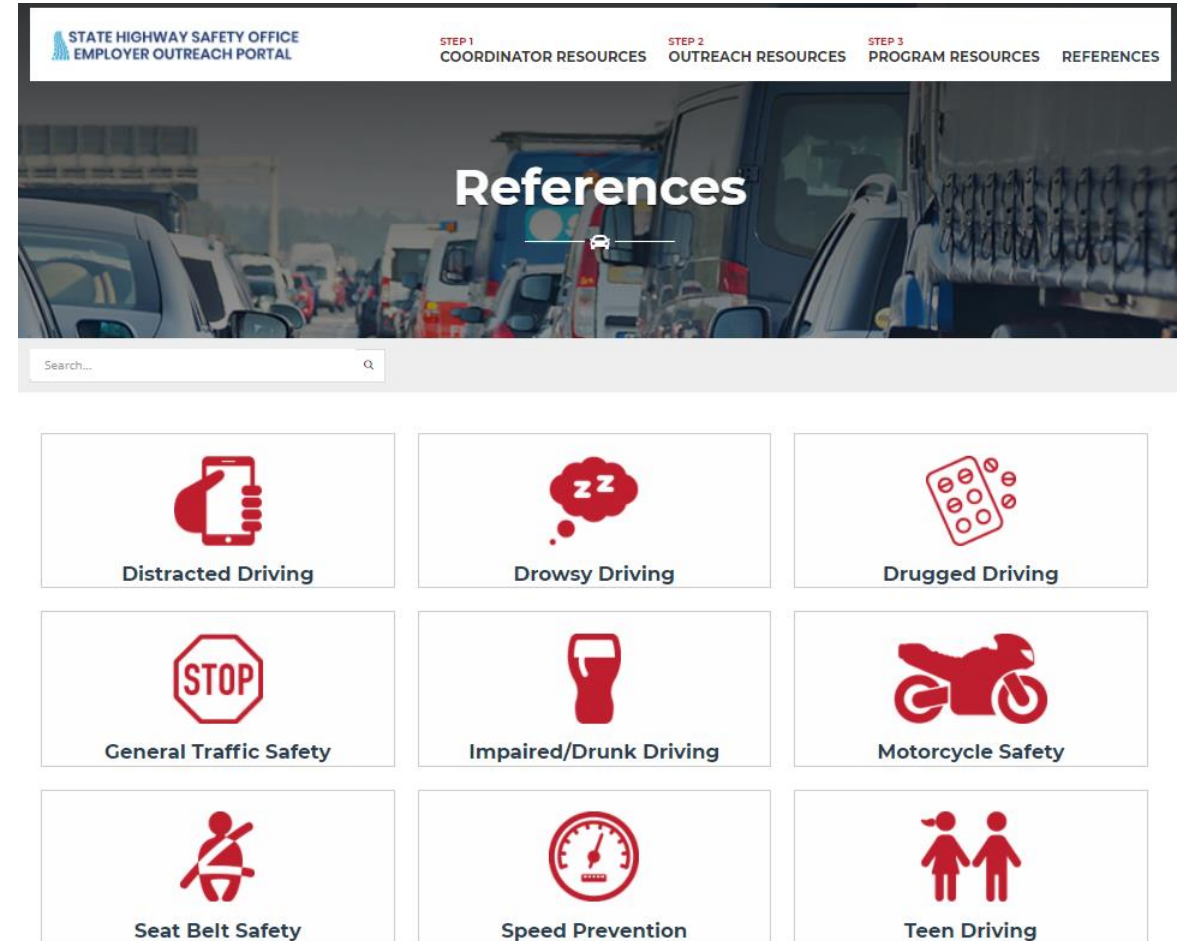 STATE HIGHWAY SAFETY OFFICE
EMPLOYER OUTREACH PORTAL
STEP 1
COORDINATOR RESOURCES
STEP 2
OUTREACH RESOURCES
STEP 3
PROGRAM RESOURCES
REFERENCES
References
Search...
zz
Distracted Driving
Drowsy Driving
Drugged Driving
STOP
General Traffic Safety
Impaired/Drunk Driving
Motorcycle Safety
Seat Belt Safety
Speed Prevention
Teen Driving